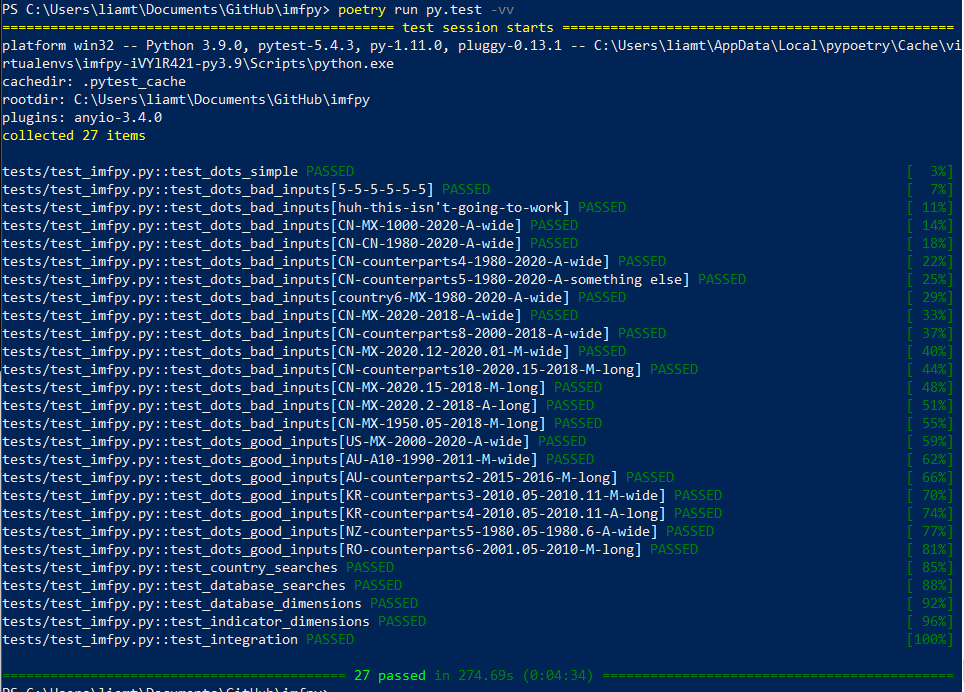 PS C:\Users\liamt\Documents\GitHub\imfpy> poetry run py.test -vv
================================================= test session starts =================================================
platform win32 -- Python 3.9.0, pytest-5.4.3, py-1.11.0, pluggy-0.13.1 -- C:\Users\liamt\AppData\Local\pypoetry\Cache\vi
rtualenvs\imfpy-iVYlR421-py3.9\Scripts\python.exe
cachedir: .pytest_cache
rootdir: C:\Users\liamt\Documents\GitHub\imfpy
plugins: anyio-3.4.0
collected 27 items
tests/test_imfpy.py::test_dots_simple PASSED [  3%]
tests/test_imfpy.py::test_dots_bad_inputs[5-5-5-5-5-5] PASSED [  7%]
tests/test_imfpy.py::test_dots_bad_inputs[huh-this-isn't-going-to-work] PASSED [ 11%]
tests/test_imfpy.py::test_dots_bad_inputs[CN-MX-1000-2020-A-wide] PASSED [ 14%]
tests/test_imfpy.py::test_dots_bad_inputs[CN-CN-1980-2020-A-wide] PASSED [ 18%]
tests/test_imfpy.py::test_dots_bad_inputs[CN-counterparts4-1980-2020-A-wide] PASSED [ 22%]
tests/test_imfpy.py::test_dots_bad_inputs[CN-counterparts5-1980-2020-A-something else] PASSED [ 25%]
tests/test_imfpy.py::test_dots_bad_inputs[country6-MX-1980-2020-A-wide] PASSED [ 29%]
tests/test_imfpy.py::test_dots_bad_inputs[CN-MX-2020-2018-A-wide] PASSED [ 33%]
tests/test_imfpy.py::test_dots_bad_inputs[CN-counterparts8-2000-2018-A-wide] PASSED [ 37%]
tests/test_imfpy.py::test_dots_bad_inputs[CN-MX-2020.12-2020.01-M-wide] PASSED [ 40%]
tests/test_imfpy.py::test_dots_bad_inputs[CN-counterparts10-2020.15-2018-M-long] PASSED [ 44%]
tests/test_imfpy.py::test_dots_bad_inputs[CN-MX-2020.15-2018-M-long] PASSED [ 48%]
tests/test_imfpy.py::test_dots_bad_inputs[CN-MX-2020.2-2018-A-long] PASSED [ 51%]
tests/test_imfpy.py::test_dots_bad_inputs[CN-MX-1950.05-2018-M-long] PASSED [ 55%]
tests/test_imfpy.py::test_dots_good_inputs[US-MX-2000-2020-A-wide] PASSED [ 59%]
tests/test_imfpy.py::test_dots_good_inputs[AU-A10-1990-2011-M-wide] PASSED [ 62%]
tests/test_imfpy.py::test_dots_good_inputs[AU-counterparts2-2015-2016-M-long] PASSED [ 66%]
tests/test_imfpy.py::test_dots_good_inputs[KR-counterparts3-2010.05-2010.11-M-wide] PASSED [ 70%]
tests/test_imfpy.py::test_dots_good_inputs[KR-counterparts4-2010.05-2010.11-A-long] PASSED [ 74%]
tests/test_imfpy.py::test_dots_good_inputs[NZ-counterparts5-1980.05-1980.6-A-wide] PASSED [ 77%]
tests/test_imfpy.py::test_dots_good_inputs[RO-counterparts6-2001.05-2010-M-long] PASSED [ 81%]
tests/test_imfpy.py::test_country_searches PASSED [ 85%]
tests/test_imfpy.py::test_database_searches PASSED [ 88%]
tests/test_imfpy.py::test_database_dimensions PASSED [ 92%]
tests/test_imfpy.py::test_indicator_dimensions PASSED [ 96%]
tests/test_imfpy.py::test_integration PASSED [100%]
=========================================== 27 passed in 274.69s (0:04:34) ============================================
PS C:\Users\liamt\Documents\GitHub\imfpy>